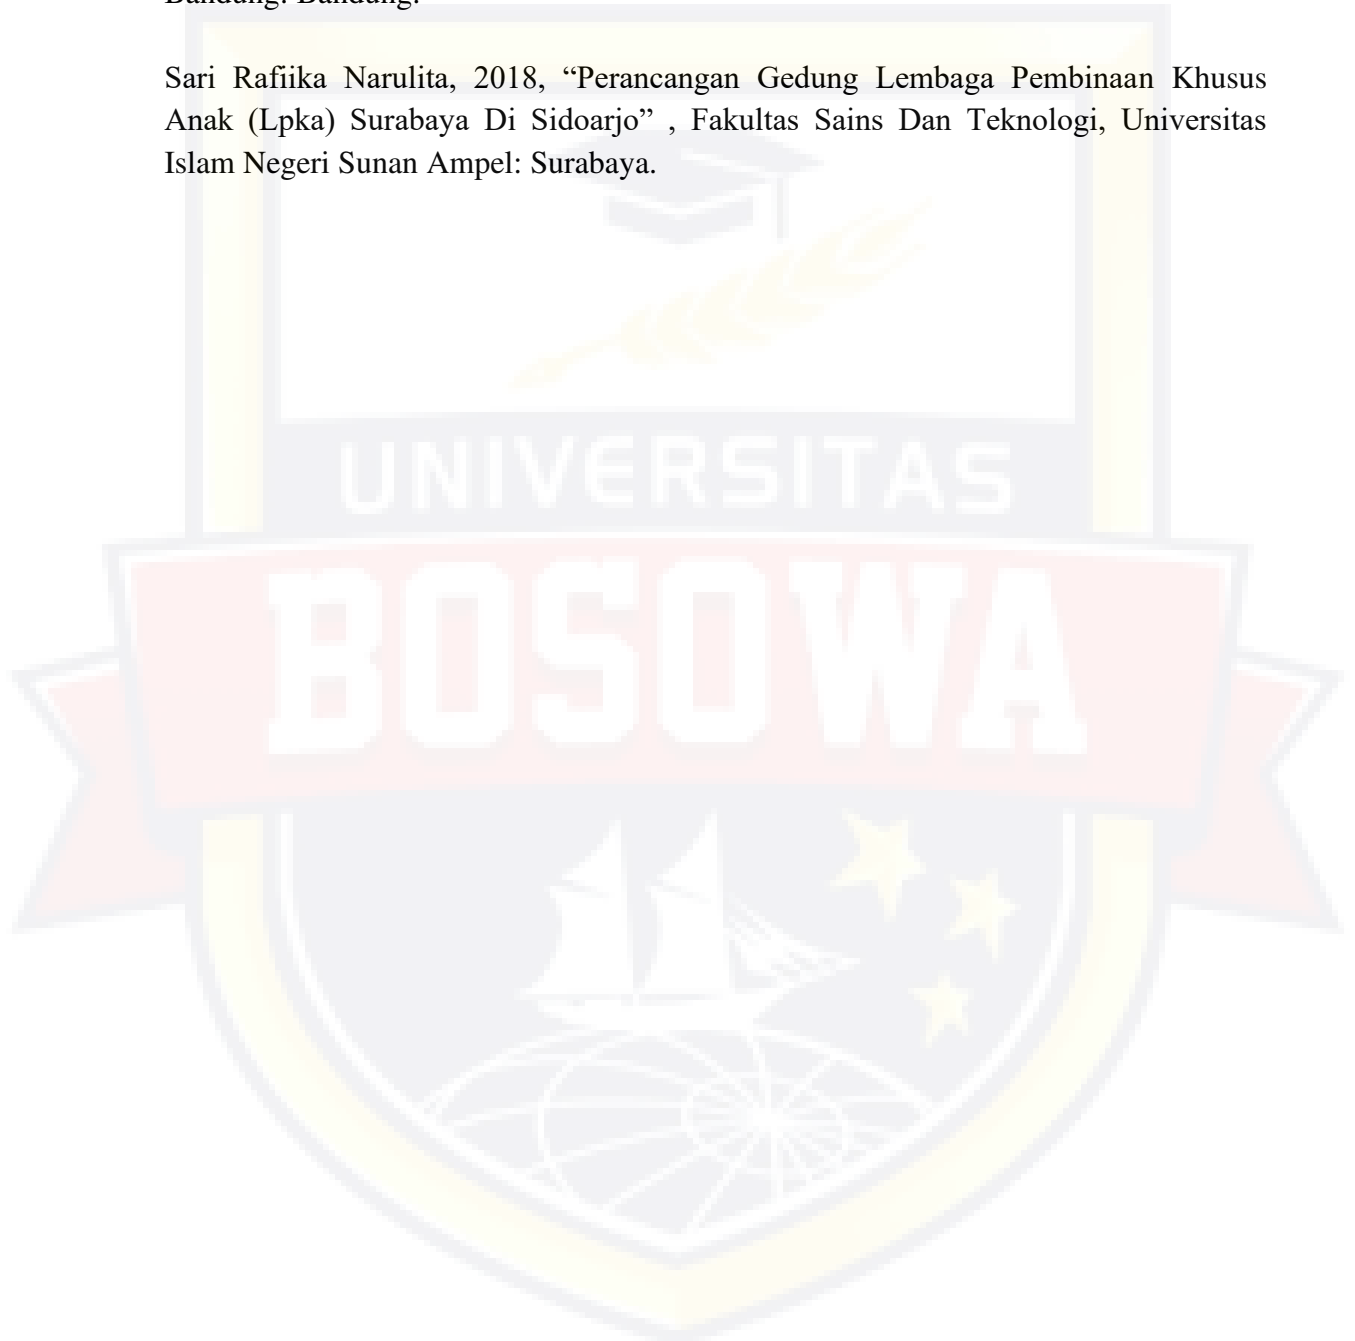 Bandung. Bandung.
Sari Rafiika Narulita, 2018, “Perancangan Gedung Lembaga Pembinaan Khusus
Anak (Lpka) Surabaya Di Sidoarjo” , Fakultas Sains Dan Teknologi, Universitas
Islam Negeri Sunan Ampel: Surabaya.
UNIVERSITAS
BOSOWA